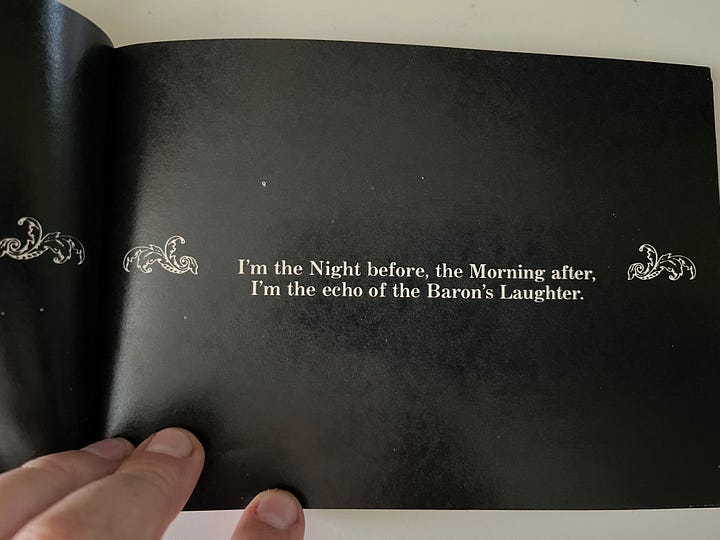 I'm the Night before, the Morning after,
I'm the echo of the Baron's Laughter.